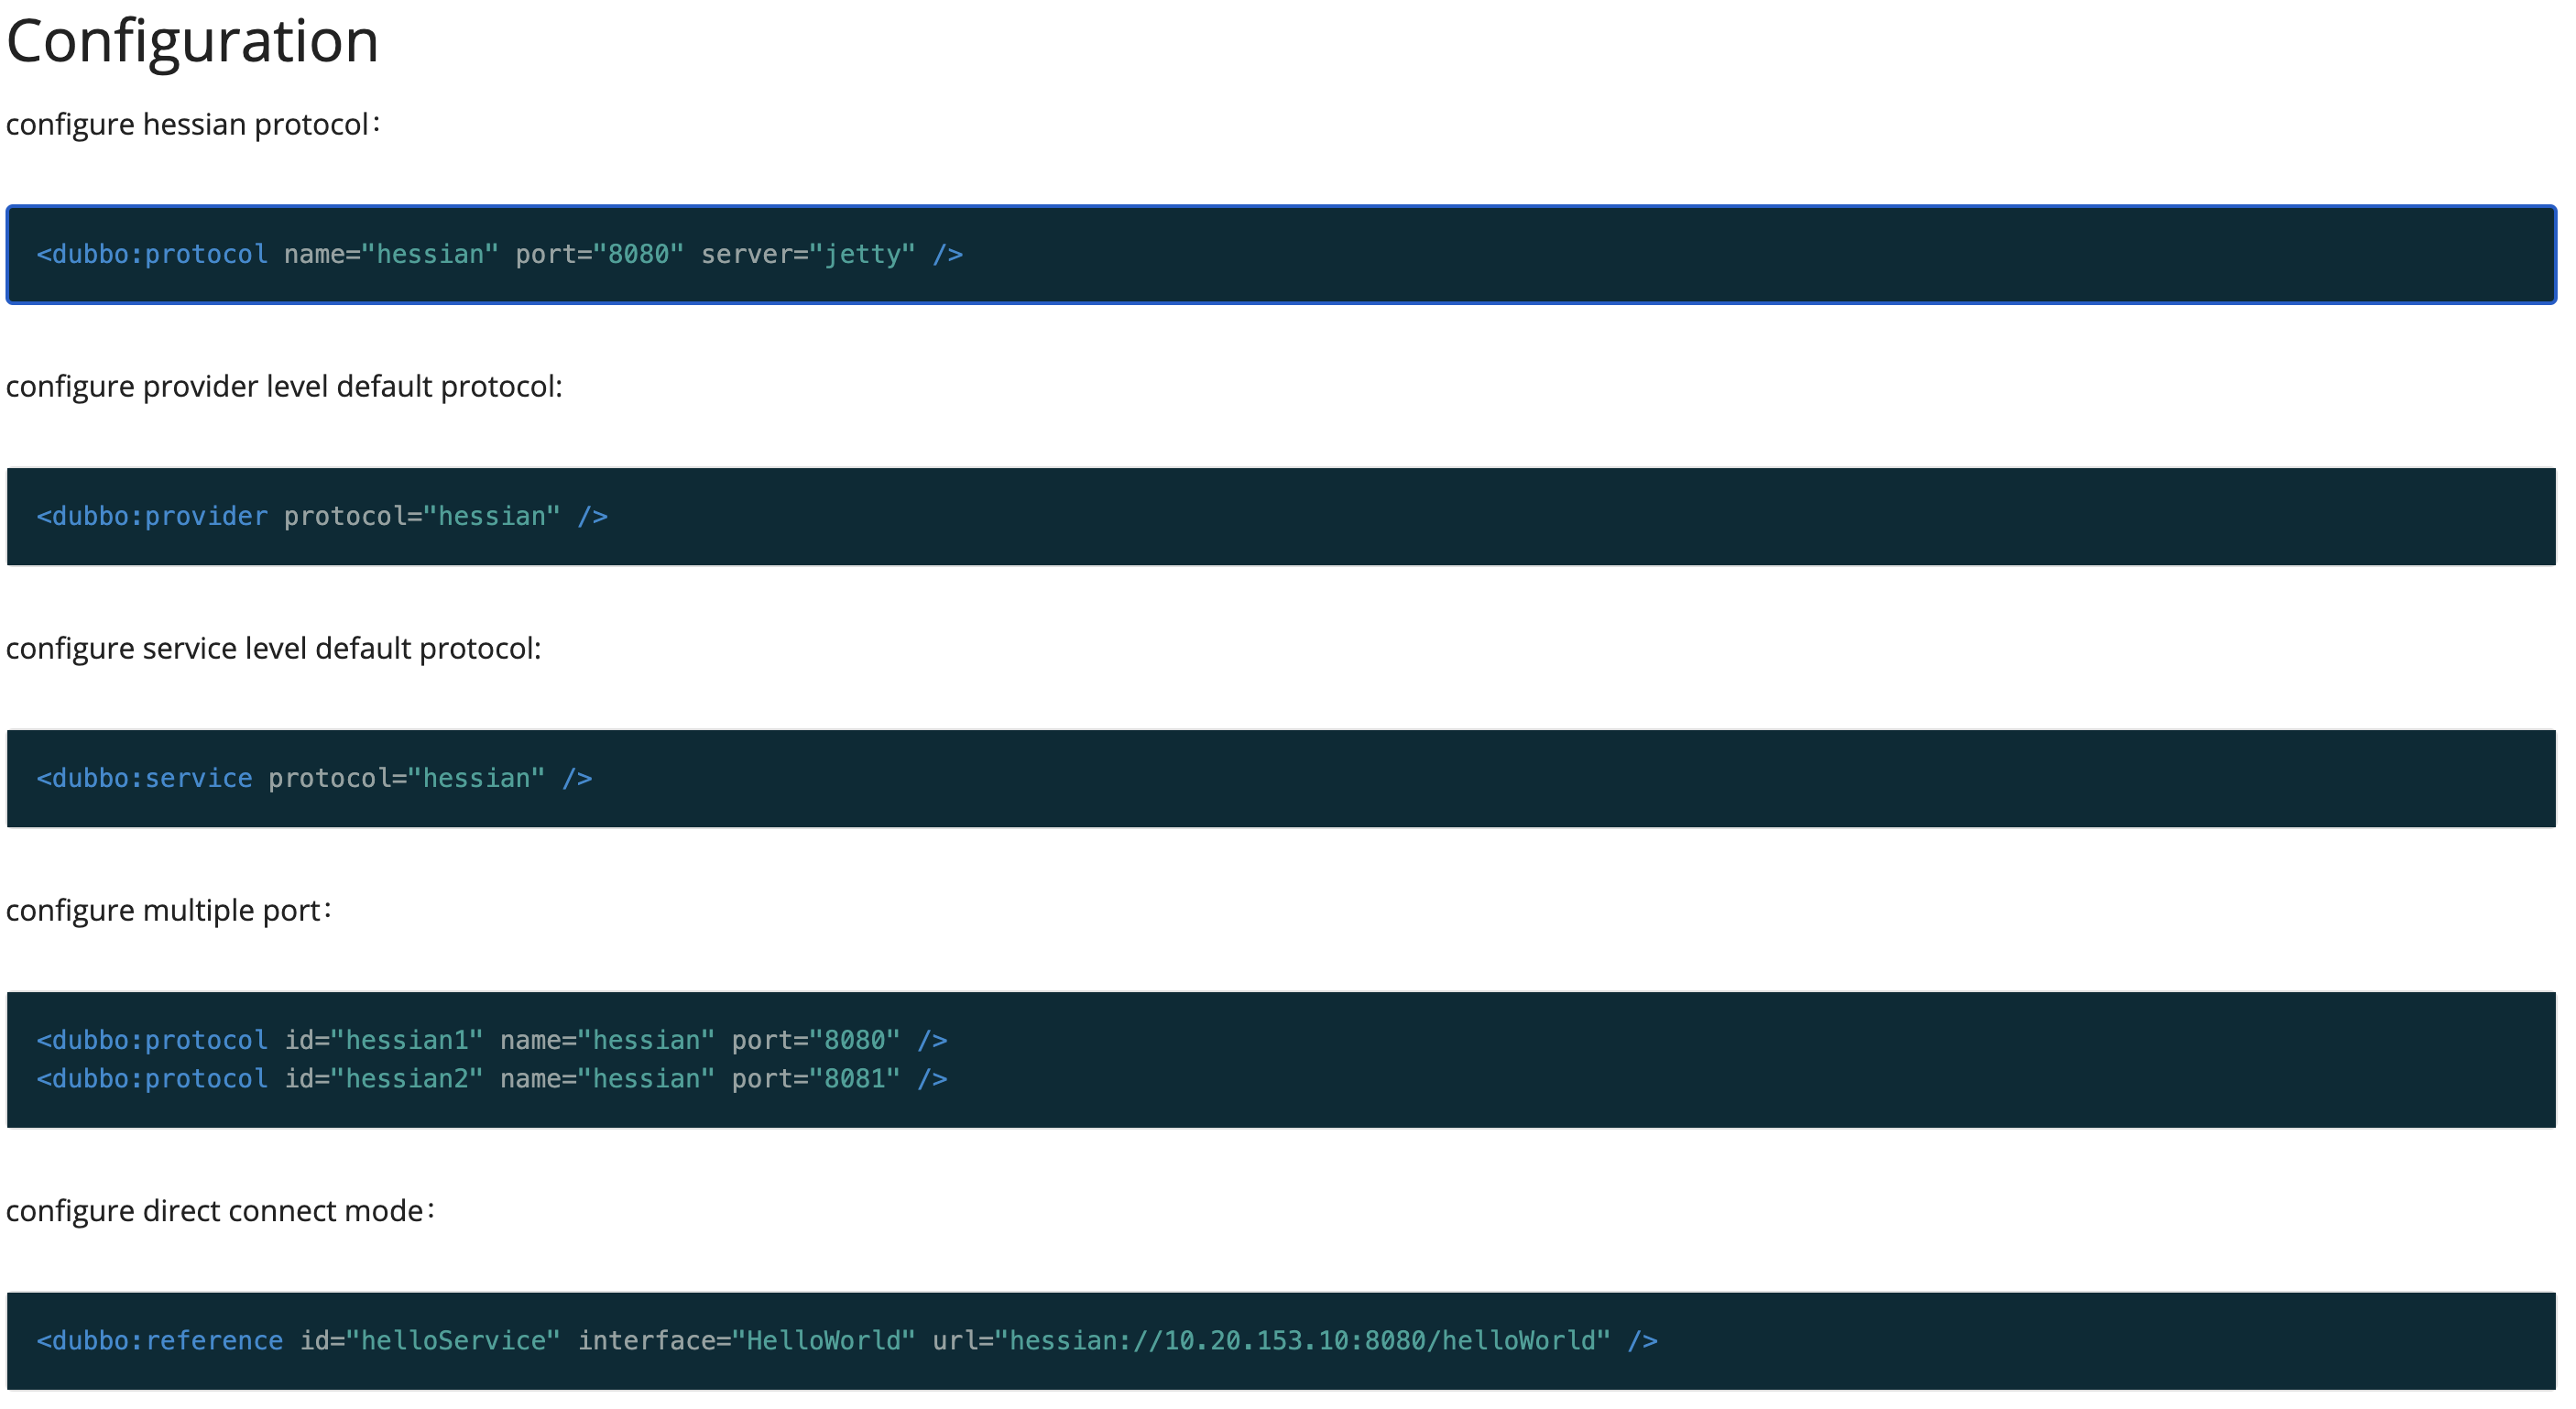 Configuration
configure hessian protocol：
<dubbo:protocol name="hessian" port="8080" server="jetty" />
configure provider level default protocol:
<dubbo:provider protocol="hessian" />
configure service level default protocol:
<dubbo:service protocol="hessian" />
configure multiple port：
<dubbo:protocol id="hessian1" name="hessian" port="8080" />
<dubbo:protocol id="hessian2" name="hessian" port="8081" />
configure direct connect mode：
<dubbo:reference id="helloService" interface="HelloWorld" url="hessian://10.20.153.10:8080/helloWorld" />